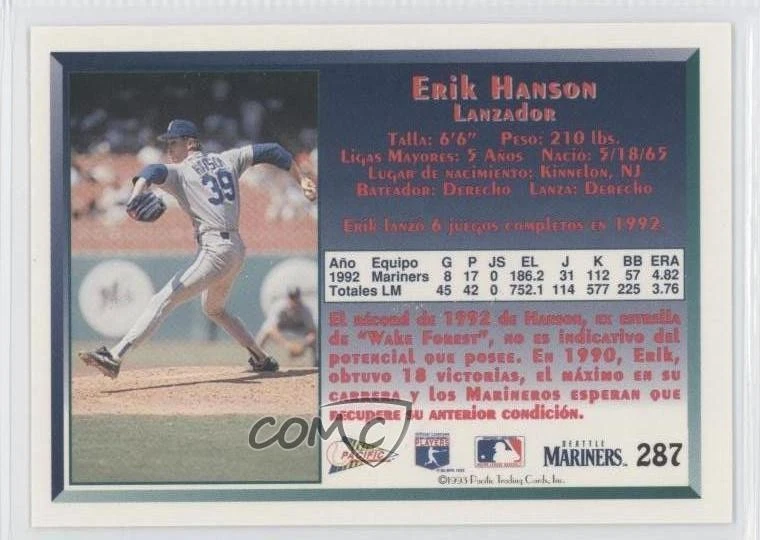 Erik Hanson
Lanzador
Talla: 6'6" Peso: 210 lbs.
Ligas Mayores: 5 Años Nació: 5/18/65
Lugar de nacimiento: Kinnelon, NJ
Bateador: Derecho Lanza: Derecho
Erik lanzó 6 juegos completos en 1992.
Año Equipo G P JS EL J K BB ERA
1992 Mariners 8 17 0 186.2 31 112 57 4.82
Totales LM 45 42 0 752.1 114 577 225 3.76
El récord de 1992 de Hanson, ex estrella
de "Wake Forest", no es indicativo del
potencial que posee. En 1990, Erik,
obtuvo 18 victorias, el máximo en su
carrera y los Marineros esperan que
recupere su anterior condición.
HANSON
39
COMC
PACIFIC
PLAYERS
SEATTLE
MARINERS™ 287
©1993 Pacific Trading Cards, Inc.